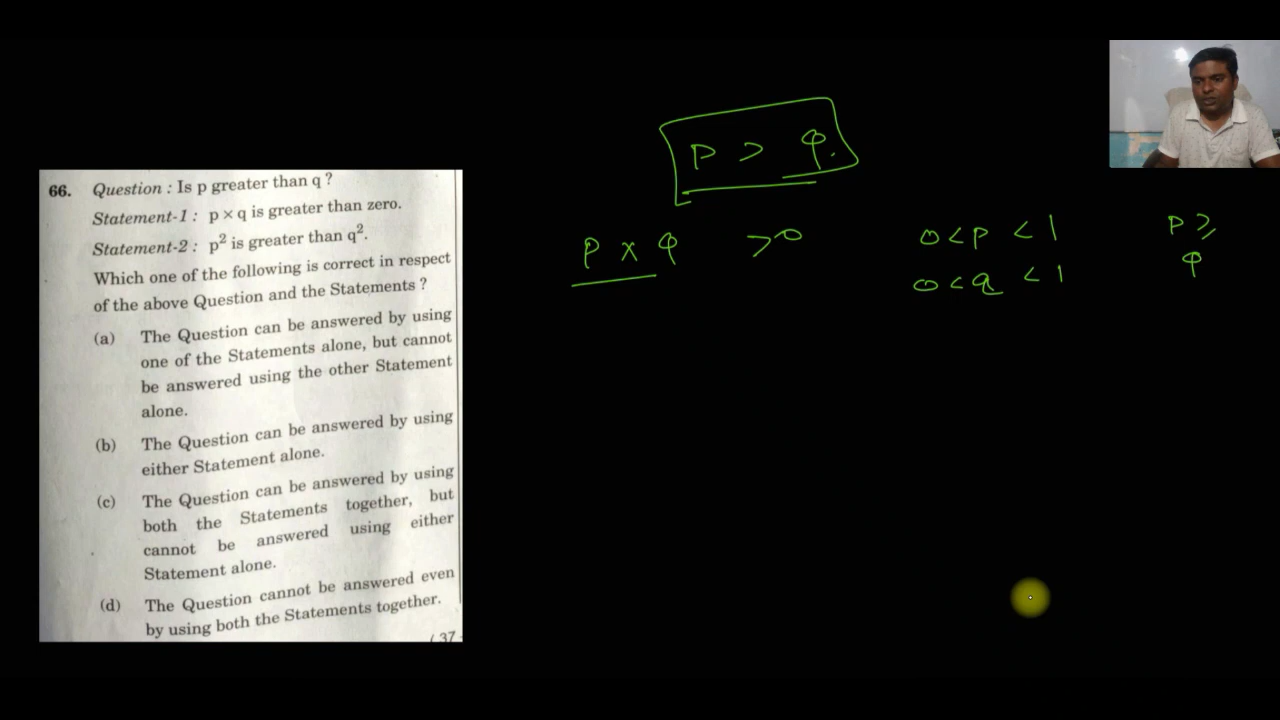 66. Question : Is p greater than q ?
Statement-1 : p × q is greater than zero.
Statement-2 : p² is greater than q².
Which one of the following is correct in respect
of the above Question and the Statements ?
(a) The Question can be answered by using
one of the Statements alone, but cannot
be answered using the other Statement
alone.
(b) The Question can be answered by using
either Statement alone.
(c) The Question can be answered by using
both the Statements together, but
cannot be answered using either
Statement alone.
(d) The Question cannot be answered even
by using both the Statements together.
( 37
P > q.
P × q > 0
0 < P < 1
0 < q < 1
P >,
q